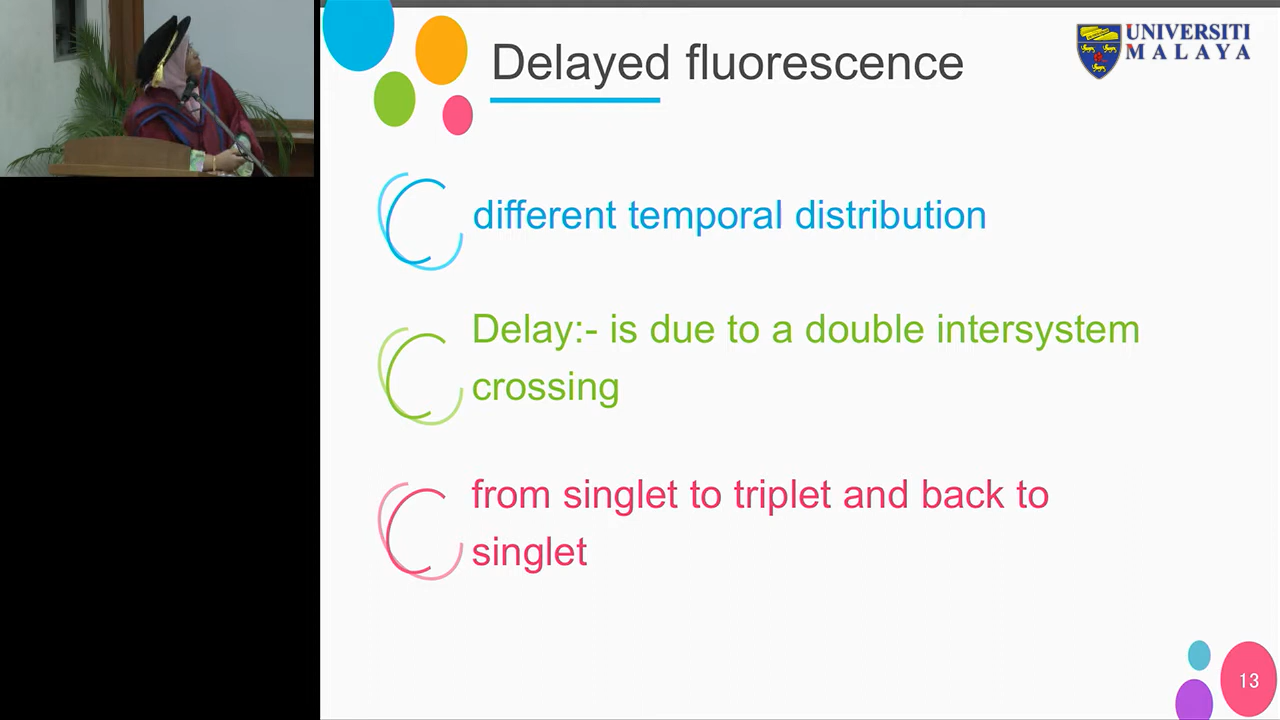 Delayed fluorescence
UNIVERSITI
MALAYA
different temporal distribution
Delay:- is due to a double intersystem
crossing
from singlet to triplet and back to
singlet
13